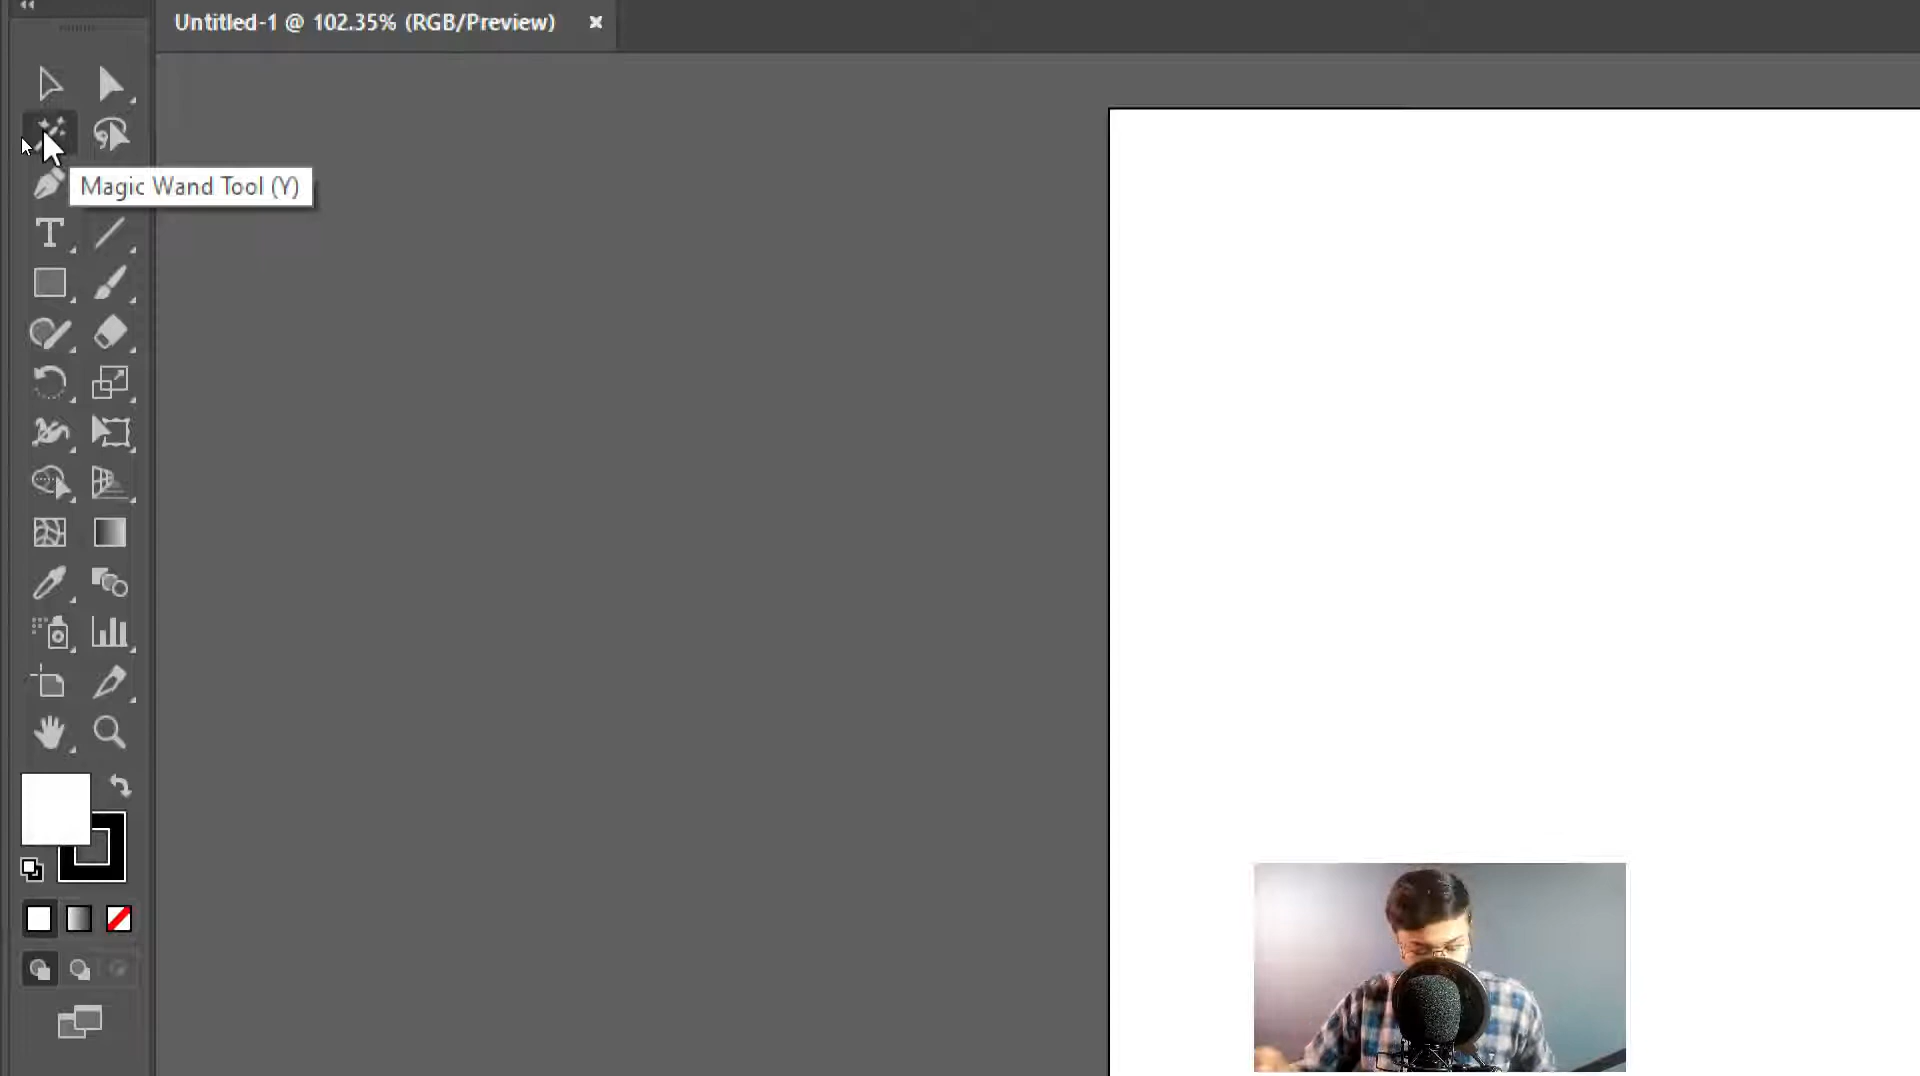 Untitled-1 @ 102.35% (RGB/Preview)
Magic Wand Tool (Y)